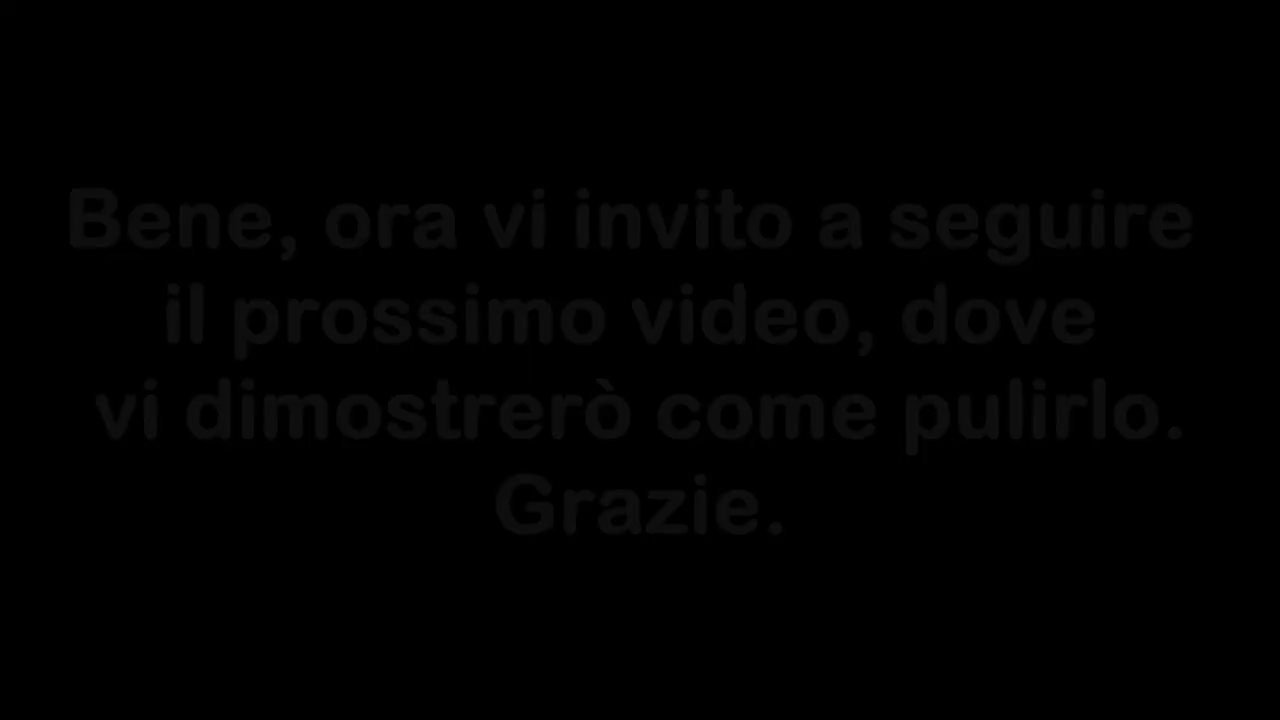 Bene, ora vi invito a seguire
il prossimo video, dove
vi dimostrerò come pulirlo.
Grazie.